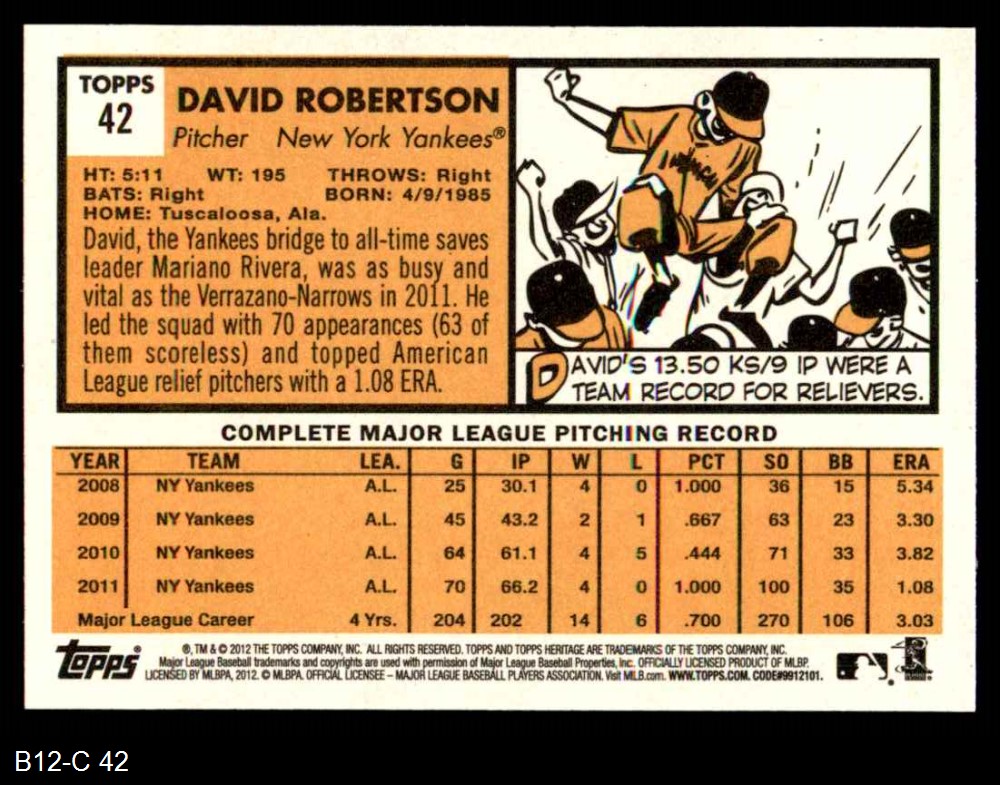 TOPPS
42
DAVID ROBERTSON
Pitcher New York Yankees®
HT: 5:11 WT: 195 THROWS: Right
BATS: Right BORN: 4/9/1985
HOME: Tuscaloosa, Ala.
David, the Yankees bridge to all-time saves
leader Mariano Rivera, was as busy and
vital as the Verrazano-Narrows in 2011. He
led the squad with 70 appearances (63 of
them scoreless) and topped American
League relief pitchers with a 1.08 ERA.
DAVID'S 13.50 KS/9 IP WERE A
TEAM RECORD FOR RELIEVERS.
COMPLETE MAJOR LEAGUE PITCHING RECORD
YEAR TEAM LEA. G IP W L PCT SO BB ERA
2008 NY Yankees A.L. 25 30.1 4 0 1.000 36 15 5.34
2009 NY Yankees A.L. 45 43.2 2 1 .667 63 23 3.30
2010 NY Yankees A.L. 64 61.1 4 5 .444 71 33 3.82
2011 NY Yankees A.L. 70 66.2 4 0 1.000 100 35 1.08
Major League Career 4 Yrs. 204 202 14 6 .700 270 106 3.03
Topps®
®, TM & © 2012 THE TOPPS COMPANY, INC. ALL RIGHTS RESERVED. TOPPS AND TOPPS HERITAGE ARE TRADEMARKS OF THE TOPPS COMPANY, INC.
Major League Baseball trademarks and copyrights are used with permission of Major League Baseball Properties, Inc. OFFICIALLY LICENSED PRODUCT OF MLBP.
LICENSED BY MLBPA, 2012. © MLBPA. OFFICIAL LICENSEE – MAJOR LEAGUE BASEBALL PLAYERS ASSOCIATION. Visit MLB.com. WWW.TOPPS.COM. CODE#9912101.
B12-C 42